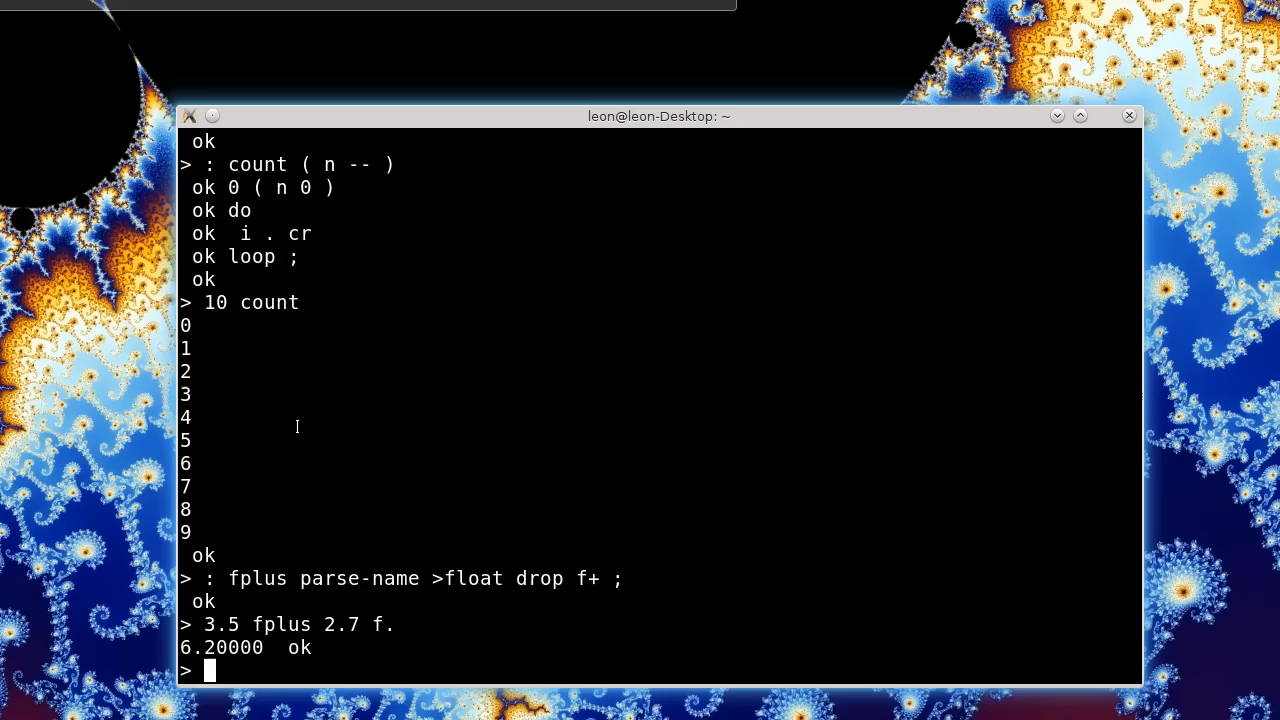 leon@leon-Desktop: ~
ok
> : count ( n -- )
ok 0 ( n 0 )
ok do
ok  i . cr
ok loop ;
ok
> 10 count
0
1
2
3
4
5
6
7
8
9
ok
> : fplus parse-name >float drop f+ ;
ok
> 3.5 fplus 2.7 f.
6.20000  ok
>